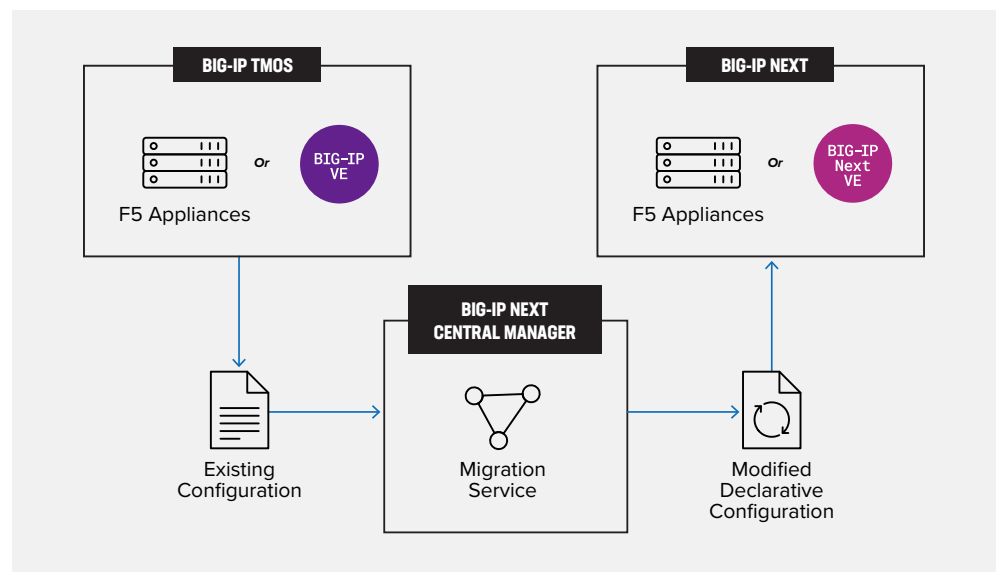 BIG-IP TMOS
Or
BIG-IP
VE
F5 Appliances
BIG-IP NEXT
Or
BIG-IP
Next
VE
F5 Appliances
BIG-IP NEXT
CENTRAL MANAGER
Existing
Configuration
Migration
Service
Modified
Declarative
Configuration